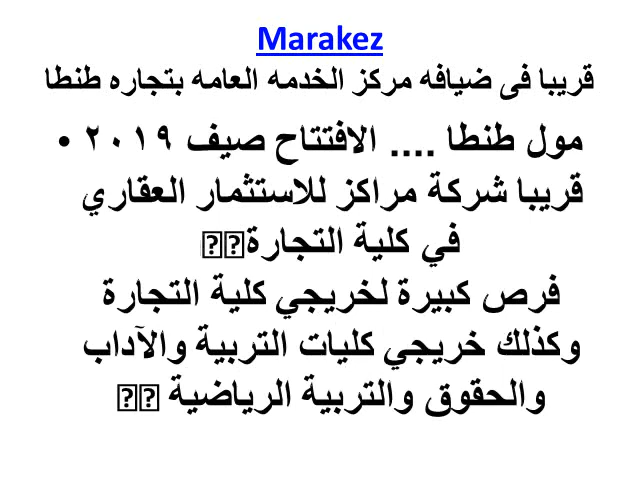 Marakez
قريبا فى ضيافه مركز الخدمه العامه بتجاره طنطا
• مول طنطا .... الافتتاح صيف ٢٠١٩
قريبا شركة مراكز للاستثمار العقاري
في كلية التجارة
فرص كبيرة لخريجي كلية التجارة
وكذلك خريجي كليات التربية والآداب
والحقوق والتربية الرياضية